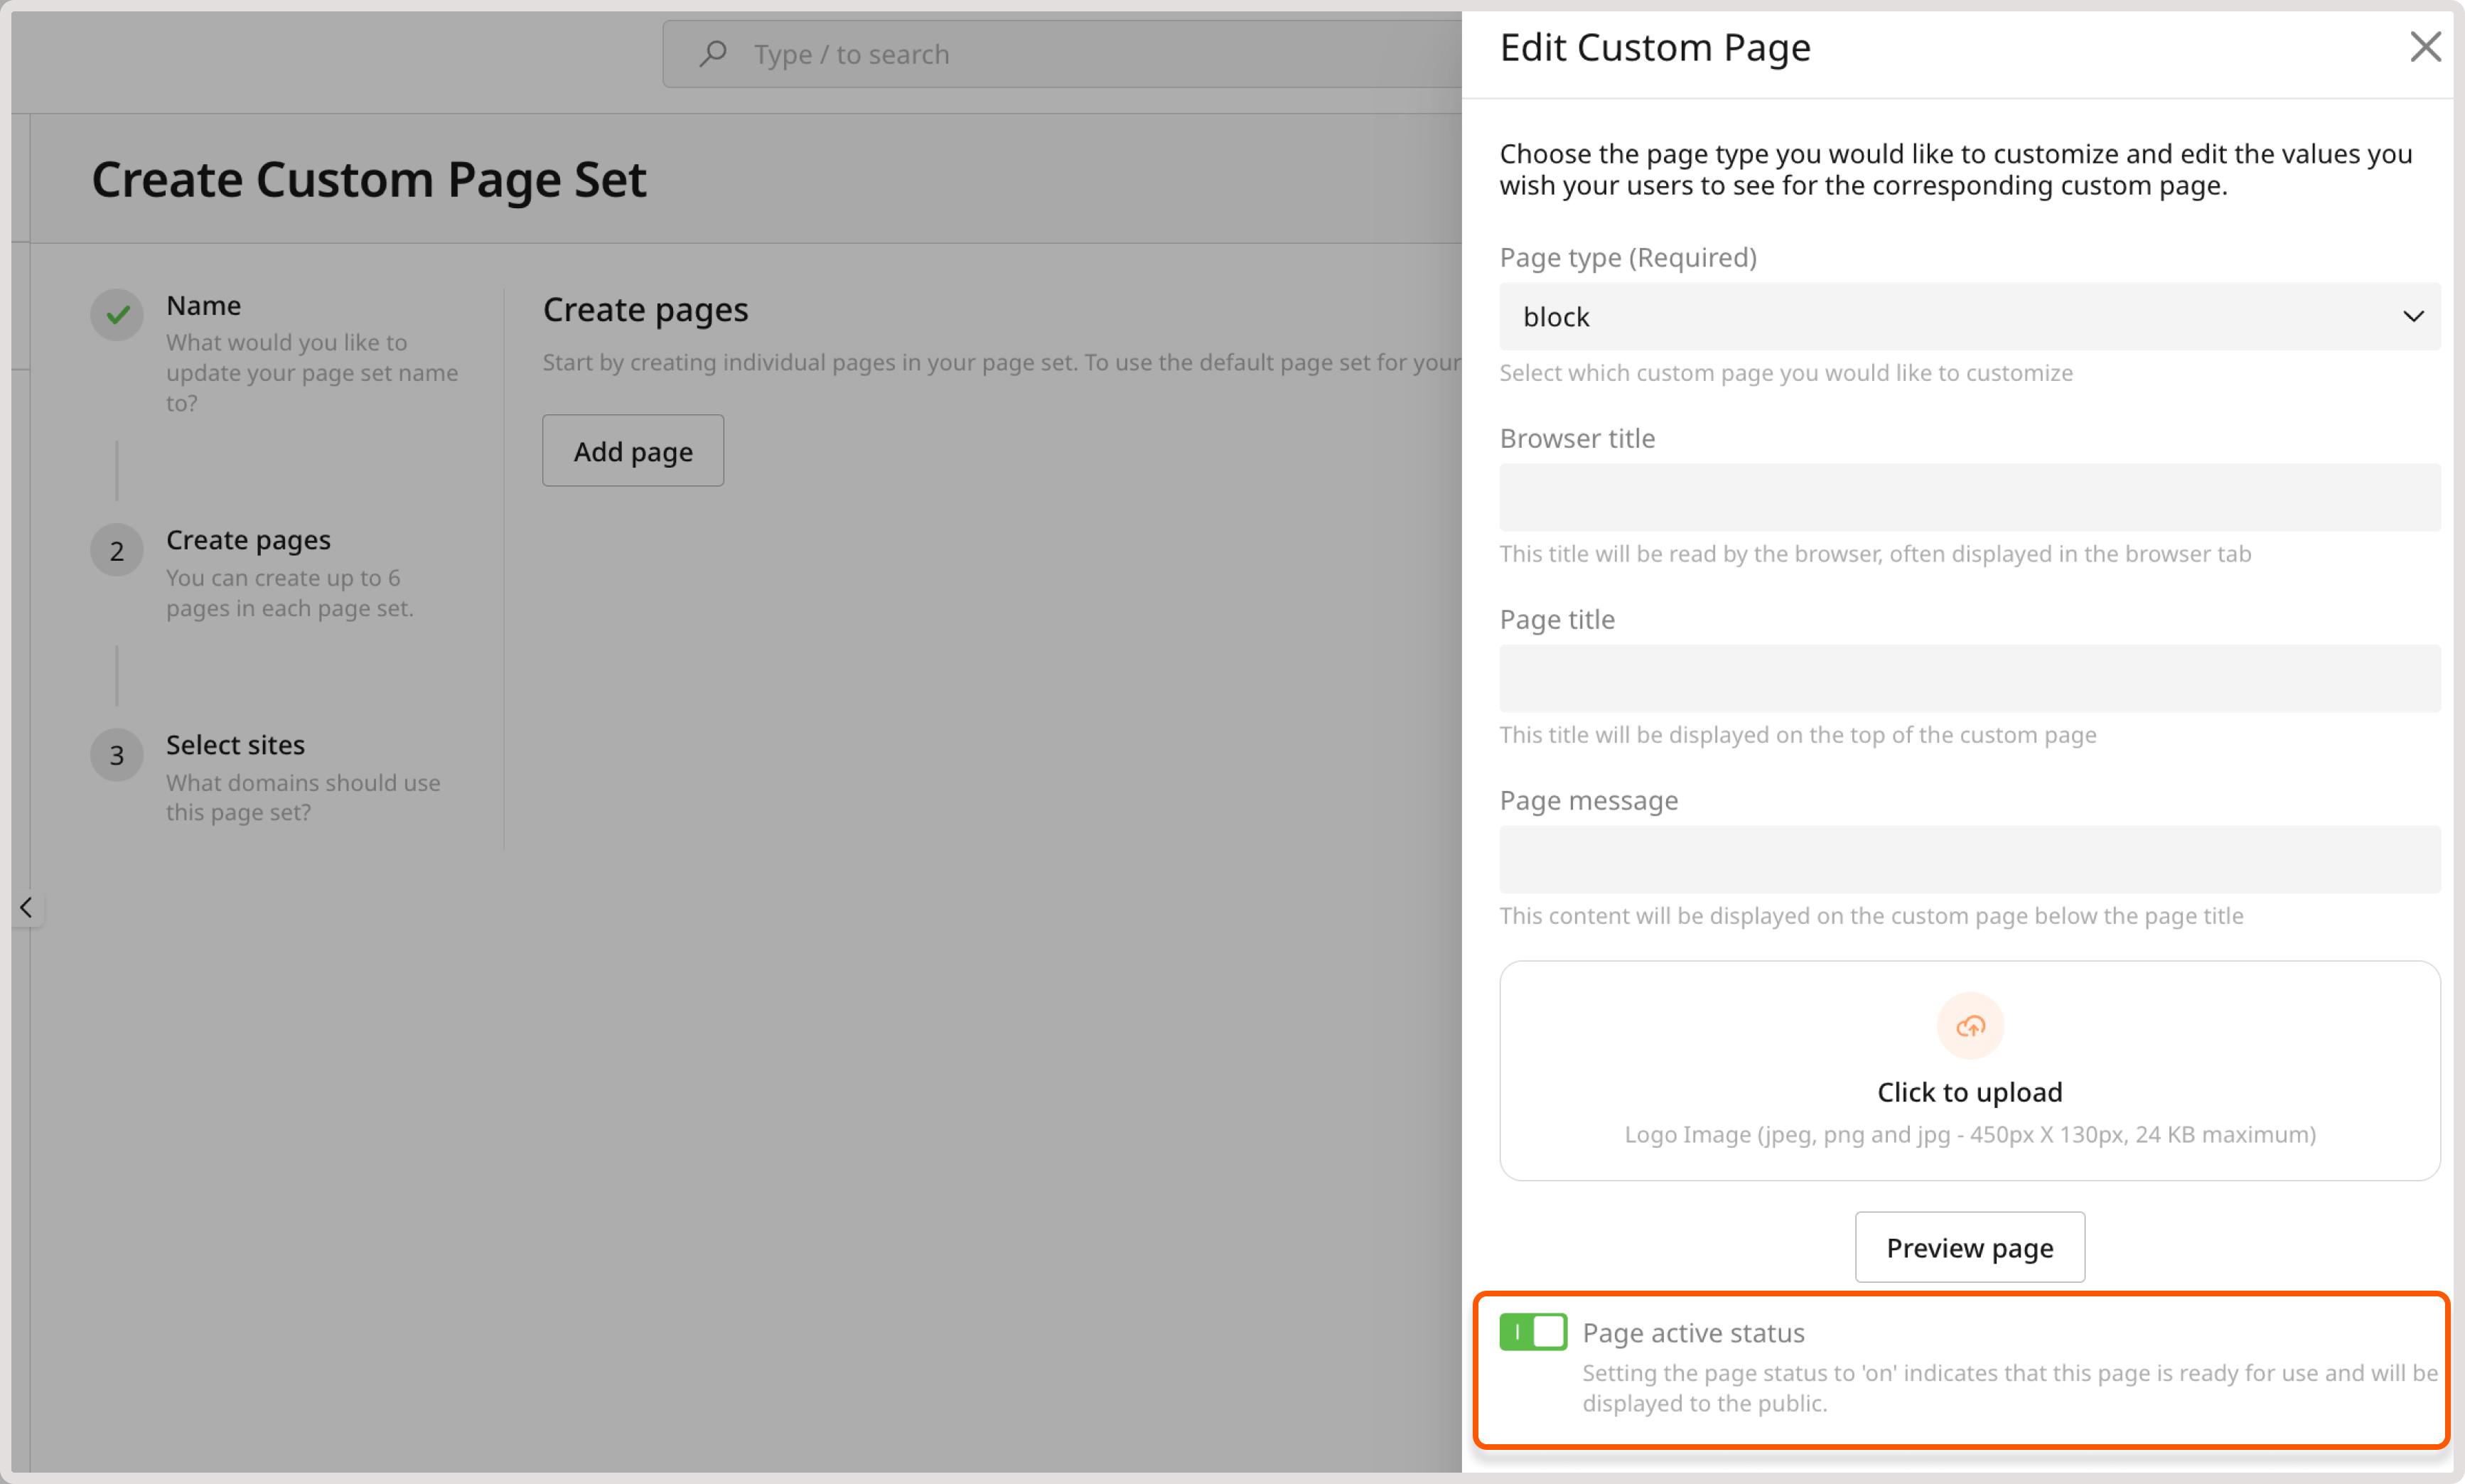 Type / to search
Create Custom Page Set
Name
What would you like to
update your page set name
to?
2
Create pages
You can create up to 6
pages in each page set.
3
Select sites
What domains should use
this page set?
Create pages
Start by creating individual pages in your page set. To use the default page set for your
Add page
Edit Custom Page
Choose the page type you would like to customize and edit the values you
wish your users to see for the corresponding custom page.
Page type (Required)
block
Select which custom page you would like to customize
Browser title
This title will be read by the browser, often displayed in the browser tab
Page title
This title will be displayed on the top of the custom page
Page message
This content will be displayed on the custom page below the page title
Click to upload
Logo Image (jpeg, png and jpg - 450px X 130px, 24 KB maximum)
Preview page
Page active status
Setting the page status to 'on' indicates that this page is ready for use and will be
displayed to the public.